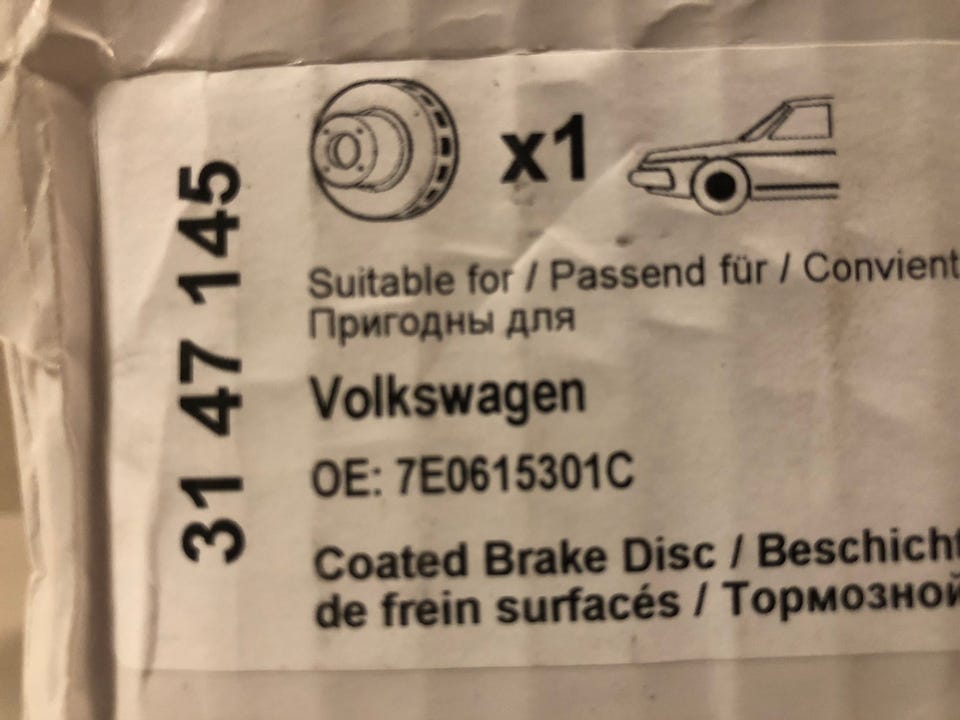 31 47 145
x1
Suitable for / Passend für / Convient
Пригодны для
Volkswagen
OE: 7E0615301C
Coated Brake Disc / Beschicht
de frein surfacés / Тормозной